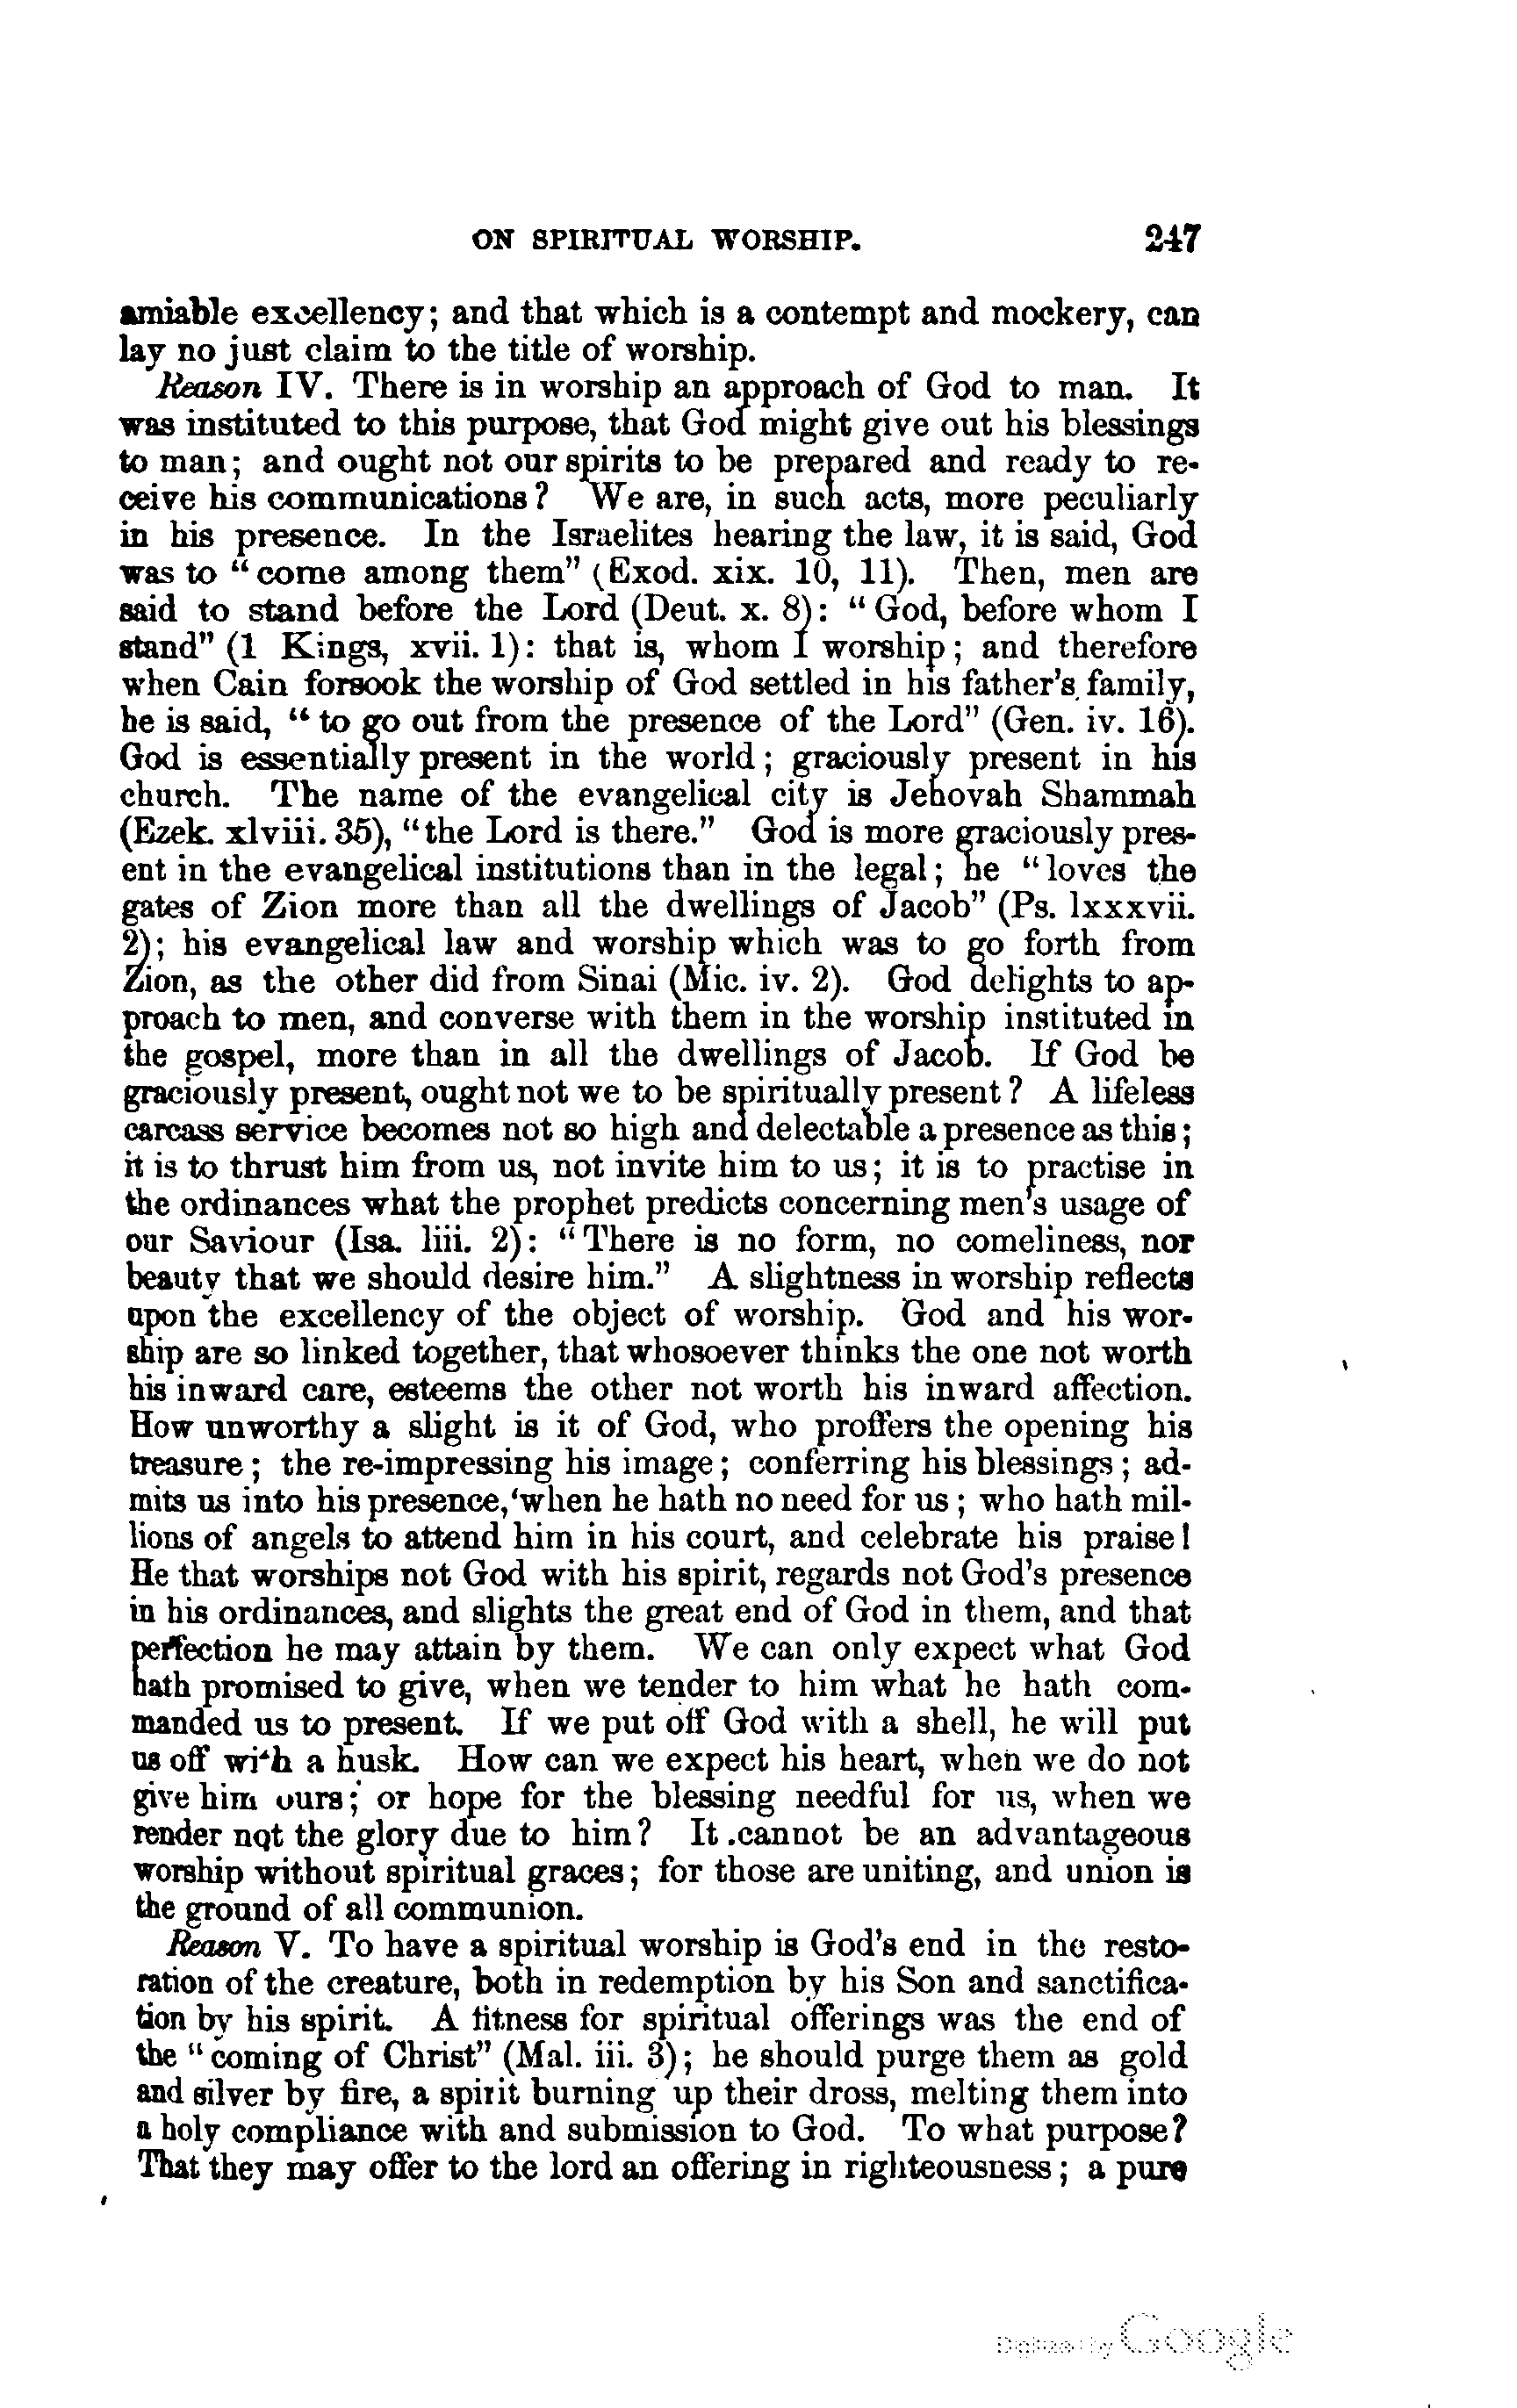 ON SPIRITUAL WORSHIP. 247
amiable excellency; and that which is a contempt and mockery, can
lay no just claim to the title of worship.
Reason IV. There is in worship an approach of God to man. It
was instituted to this purpose, that God might give out his blessings
to man; and ought not our spirits to be prepared and ready to re-
ceive his communications? We are, in such acts, more peculiarly
in his presence. In the Israelites hearing the law, it is said, God
was to "come among them" (Exod. xix. 10, 11). Then, men are
said to stand before the Lord (Deut. x. 8): "God, before whom I
stand" (1 Kings, xvii. 1): that is, whom I worship; and therefore
when Cain forsook the worship of God settled in his father's family,
he is said, "to go out from the presence of the Lord" (Gen. iv. 16).
God is essentially present in the world; graciously present in his
church. The name of the evangelical city is Jehovah Shammah
(Ezek. xlviii. 35), "the Lord is there." God is more graciously pres-
ent in the evangelical institutions than in the legal; he "loves the
gates of Zion more than all the dwellings of Jacob" (Ps. lxxxvii.
2); his evangelical law and worship which was to go forth from
Zion, as the other did from Sinai (Mic. iv. 2). God delights to ap-
proach to men, and converse with them in the worship instituted in
the gospel, more than in all the dwellings of Jacob. If God be
graciously present, ought not we to be spiritually present? A lifeless
carcass service becomes not so high and delectable a presence as this;
it is to thrust him from us, not invite him to us; it is to practise in
the ordinances what the prophet predicts concerning men's usage of
our Saviour (Isa. liii. 2): "There is no form, no comeliness, nor
beauty that we should desire him." A slightness in worship reflects
upon the excellency of the object of worship. God and his wor-
ship are so linked together, that whosoever thinks the one not worth
his inward care, esteems the other not worth his inward affection.
How unworthy a slight is it of God, who proffers the opening his
treasure; the re-impressing his image; conferring his blessings; ad-
mits us into his presence, when he hath no need for us; who hath mil-
lions of angels to attend him in his court, and celebrate his praise!
He that worships not God with his spirit, regards not God's presence
in his ordinances, and slights the great end of God in them, and that
perfection he may attain by them. We can only expect what God
hath promised to give, when we tender to him what he hath com-
manded us to present. If we put off God with a shell, he will put
us off with a husk. How can we expect his heart, when we do not
give him ours; or hope for the blessing needful for us, when we
render not the glory due to him? It cannot be an advantageous
worship without spiritual graces; for those are uniting, and union is
the ground of all communion.
Reason V. To have a spiritual worship is God's end in the resto-
ration of the creature, both in redemption by his Son and sanctifica-
tion by his spirit. A fitness for spiritual offerings was the end of
the "coming of Christ" (Mal. iii. 3); he should purge them as gold
and silver by fire, a spirit burning up their dross, melting them into
a holy compliance with and submission to God. To what purpose?
That they may offer to the lord an offering in righteousness; a pure
Digitized by Google